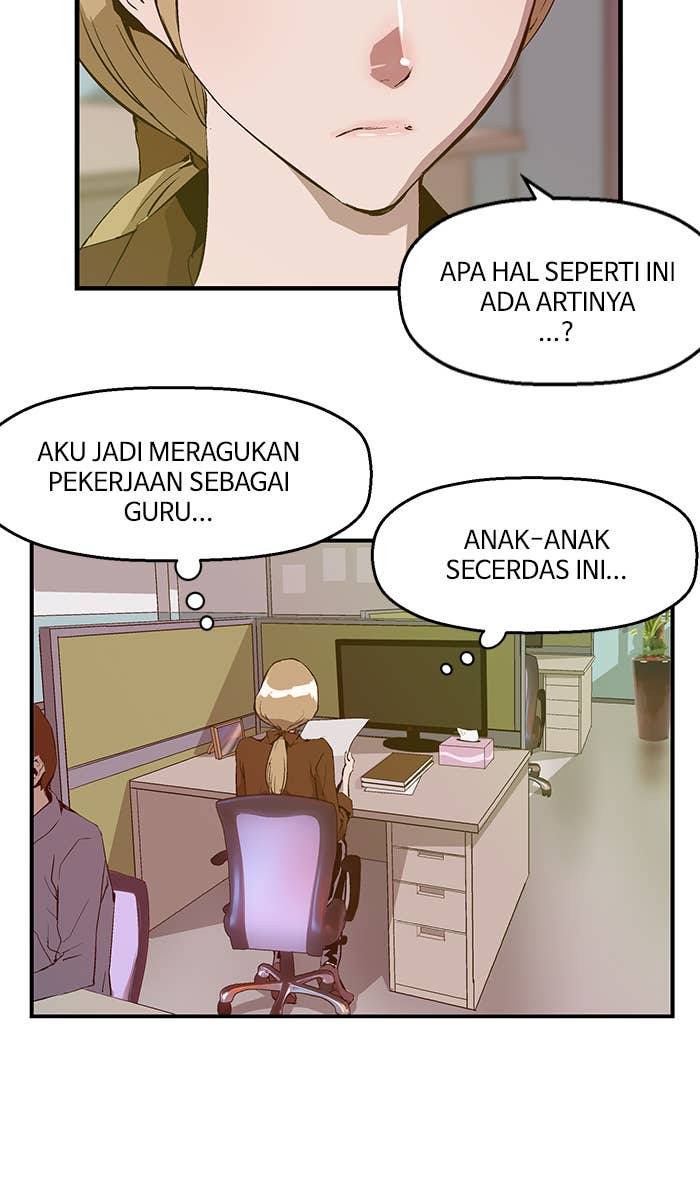 APA HAL SEPERTI INI
ADA ARTINYA
...?
AKU JADI MERAGUKAN
PEKERJAAN SEBAGAI
GURU...
ANAK-ANAK
SECERDAS INI...